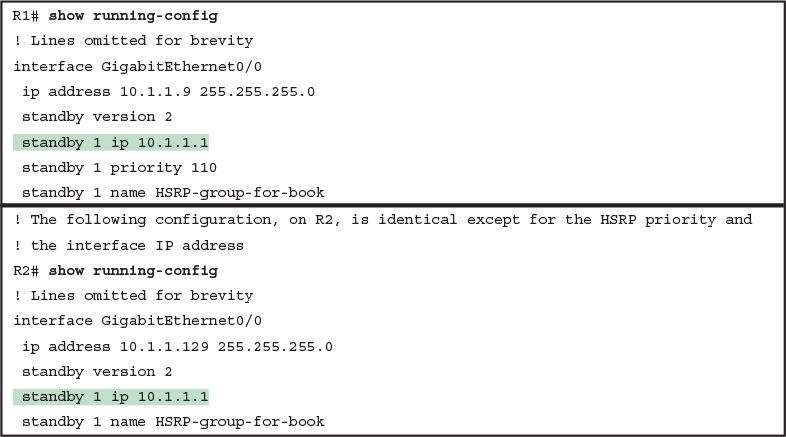 R1# show running-config
! Lines omitted for brevity
interface GigabitEthernet0/0
ip address 10.1.1.9 255.255.255.0
standby version 2
standby 1 ip 10.1.1.1
standby 1 priority 110
standby 1 name HSRP-group-for-book
! The following configuration, on R2, is identical except for the HSRP priority and
! the interface IP address
R2# show running-config
! Lines omitted for brevity
interface GigabitEthernet0/0
ip address 10.1.1.129 255.255.255.0
standby version 2
standby 1 ip 10.1.1.1
standby 1 name HSRP-group-for-book